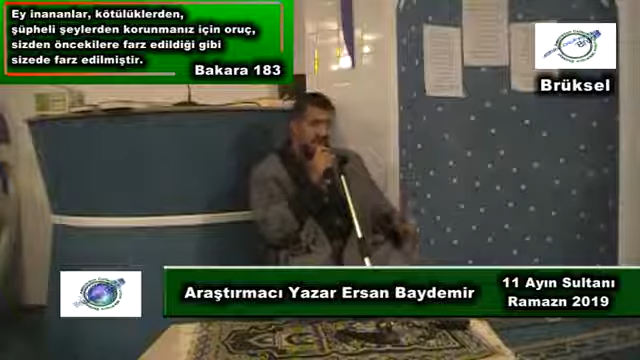 Ey inananlar, kötülüklerden,
şüpheli şeylerden korunmanız için oruç,
sizden öncekilere farz edildiği gibi
sizede farz edilmiştir.
Bakara 183
Brüksel
Araştırmacı Yazar Ersan Baydemir
11 Ayın Sultanı
Ramazn 2019